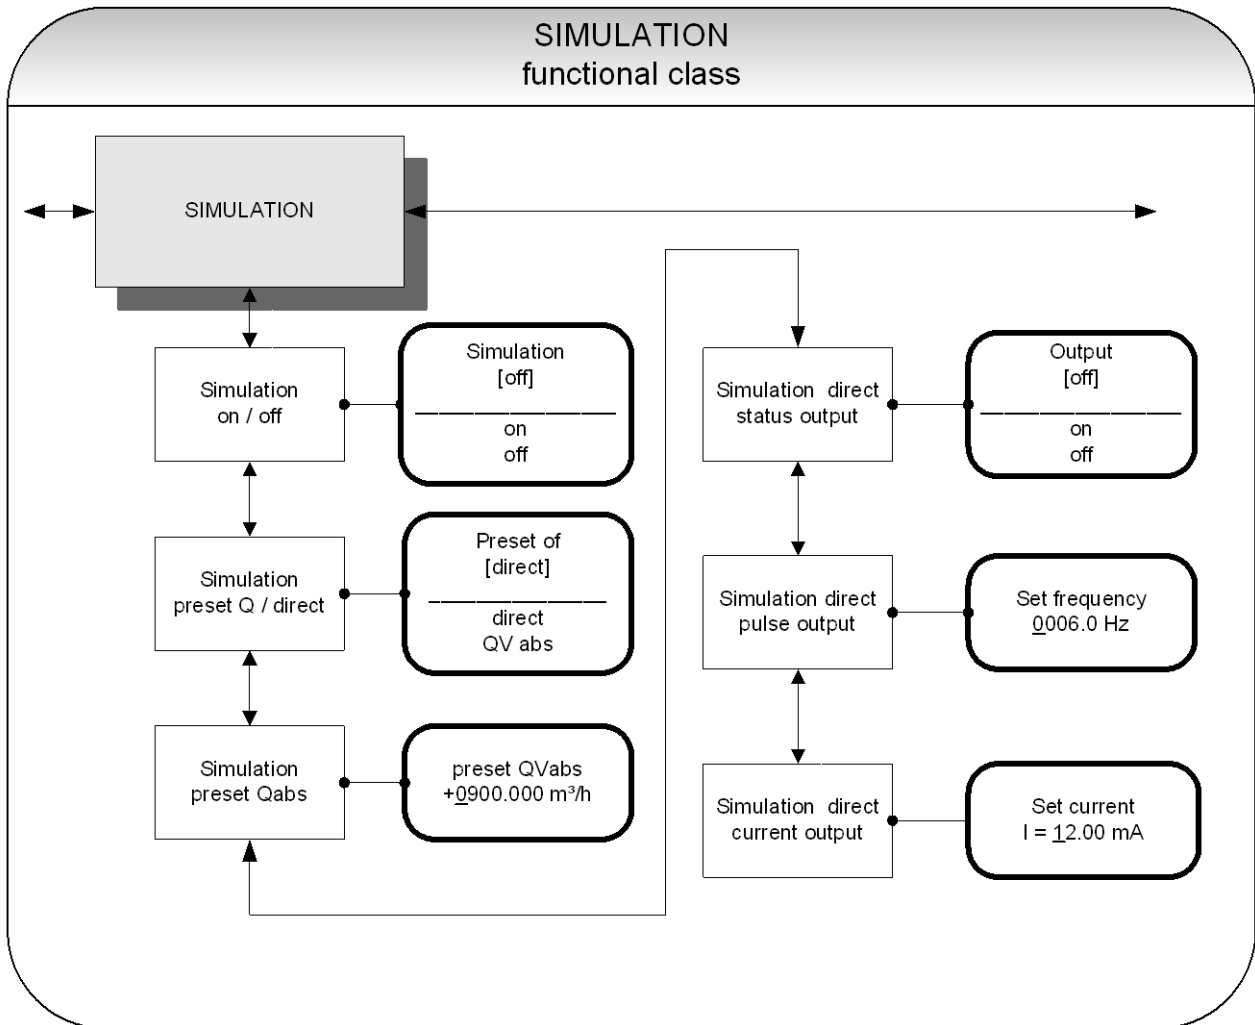 SIMULATION
functional class
SIMULATION
Simulation
on / off
Simulation
[off]
on
off
Simulation
preset Q / direct
Preset of
[direct]
direct
QV abs
Simulation
preset Qabs
preset QVabs
+0900.000 m³/h
Simulation direct
status output
Output
[off]
on
off
Simulation direct
pulse output
Set frequency
0006.0 Hz
Simulation direct
current output
Set current
I = 12.00 mA